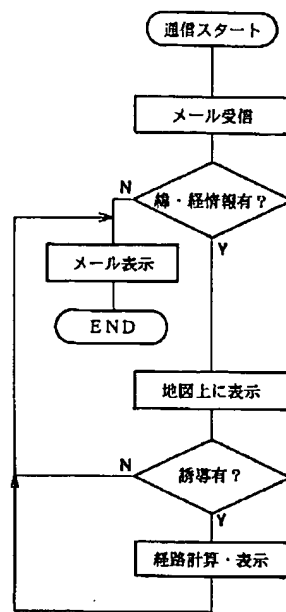 通信スタート
メール受信
N
緯・経情報有？
Y
メール表示
END
地図上に表示
N
誘導有？
Y
経路計算・表示